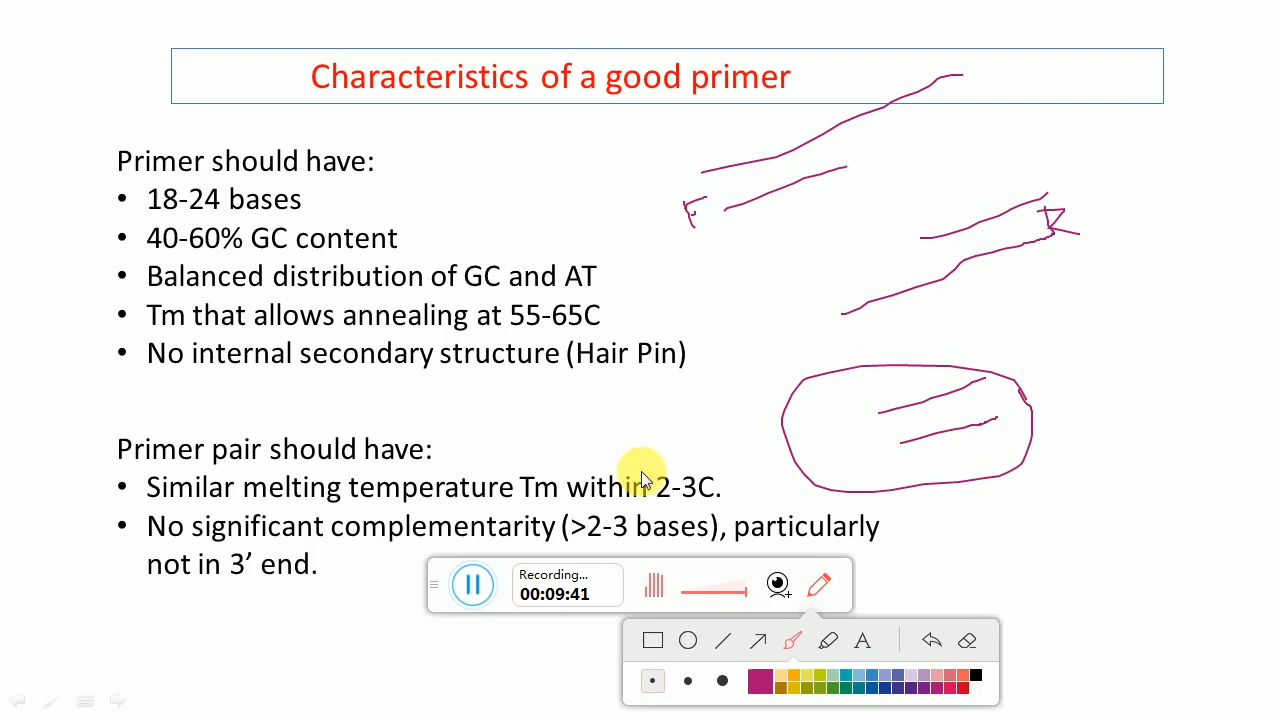 Characteristics of a good primer
Primer should have:
• 18-24 bases
• 40-60% GC content
• Balanced distribution of GC and AT
• Tm that allows annealing at 55-65C
• No internal secondary structure (Hair Pin)
F
R
Primer pair should have:
• Similar melting temperature Tm within 2-3C.
• No significant complementarity (>2-3 bases), particularly
not in 3’ end.
Recording...
00:09:41
A